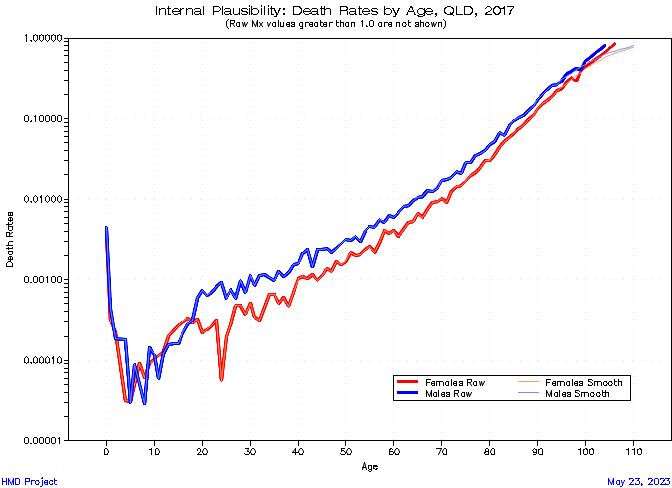 Internal Plausibility: Death Rates by Age, QLD, 2017
(Raw Mx values greater than 1.0 are not shown)
1.00000
0.10000
0.01000
0.00100
0.00010
0.00001
Death Rates
Females Raw
Females Smooth
Males Raw
Males Smooth
0 10 20 30 40 50 60 70 80 90 100 110
Age
HMD Project
May 23, 2023